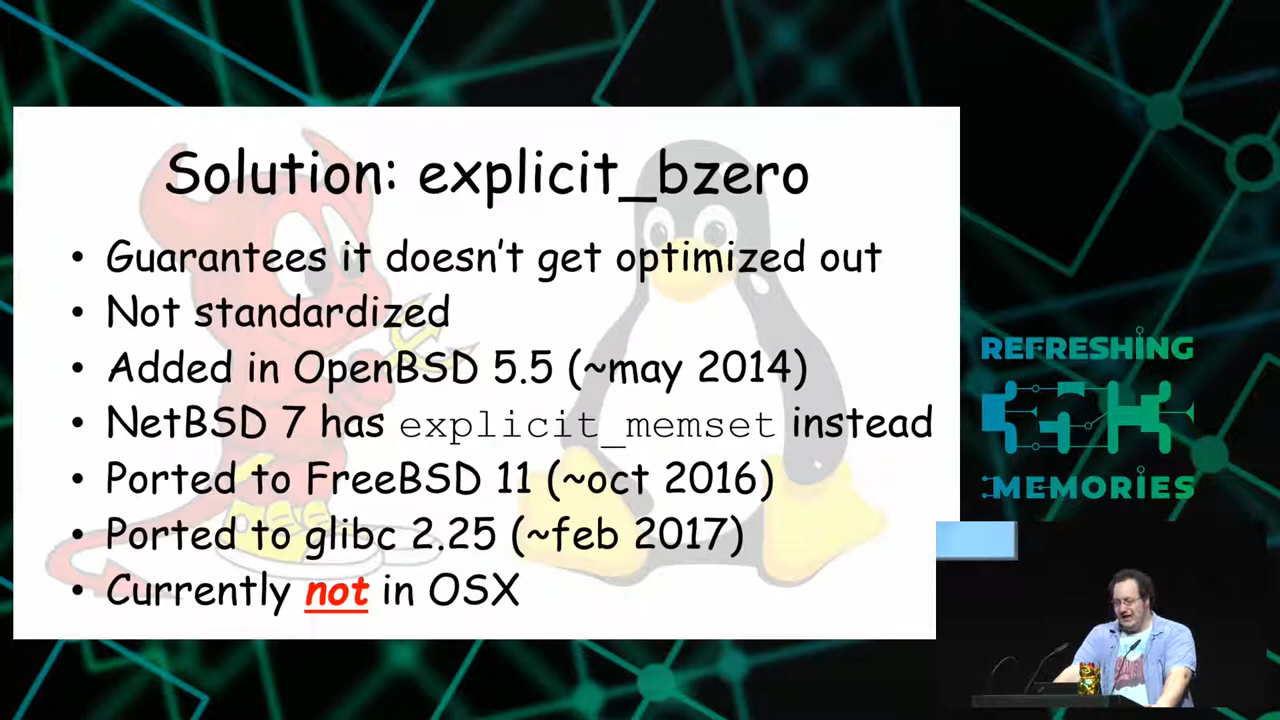 Solution: explicit_bzero
• Guarantees it doesn't get optimized out
• Not standardized
• Added in OpenBSD 5.5 (~may 2014)
• NetBSD 7 has explicit_memset instead
• Ported to FreeBSD 11 (~oct 2016)
• Ported to glibc 2.25 (~feb 2017)
• Currently not in OSX
REFRESHING
MEMORIES